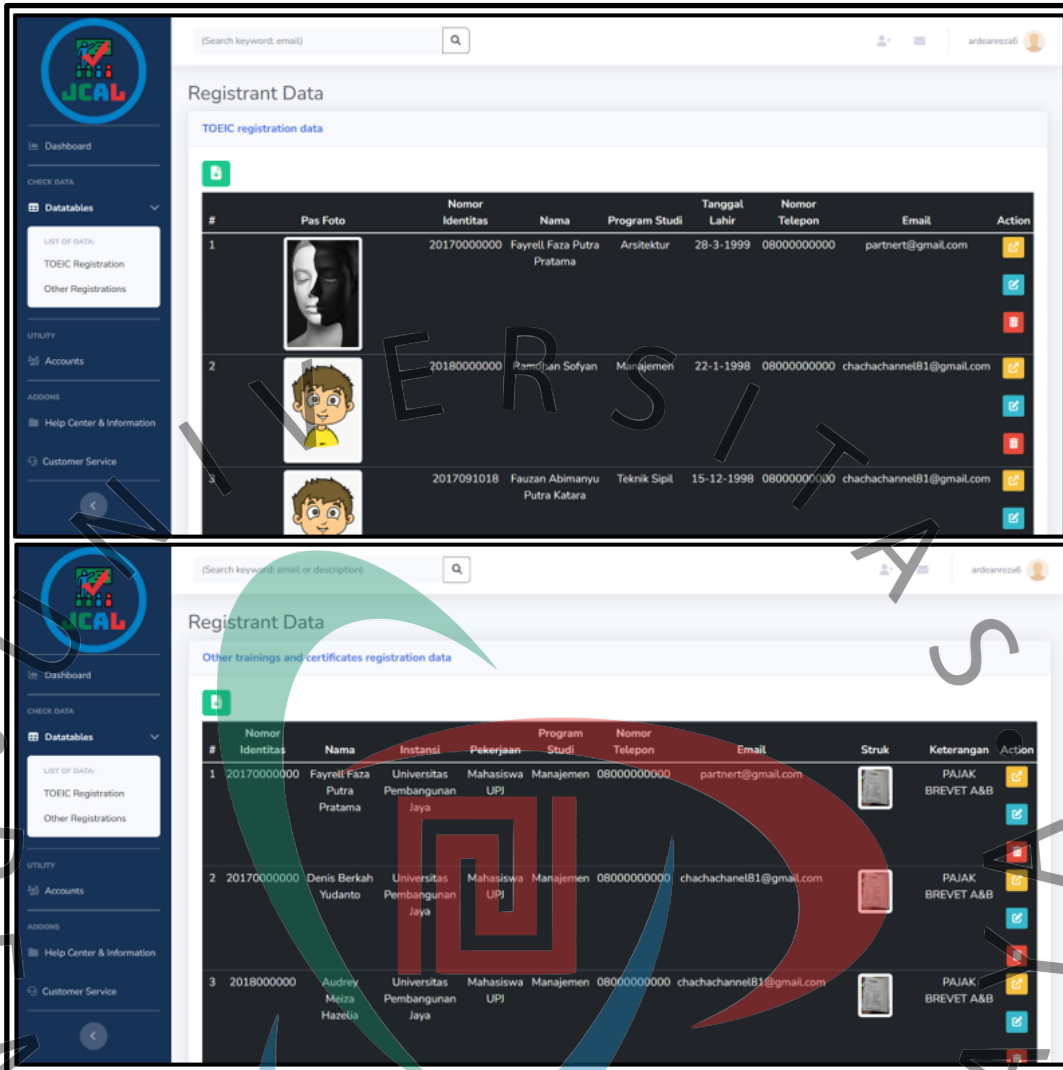 JCAL
(Search keyword: email)
ardeanreza6
Registrant Data
TOEIC registration data
Dashboard
CHECK DATA
Datatables
LIST OF DATA:
TOEIC Registration
Other Registrations
UTILITY
Accounts
ADDONS
Help Center & Information
Customer Service
# Pas Foto Nomor Identitas Nama Program Studi Tanggal Lahir Nomor Telepon Email Action
1 20170000000 Fayrell Faza Putra Pratama Arsitektur 28-3-1999 08000000000 partnert@gmail.com
2 20180000000 Ramdhan Sofyan Manajemen 22-1-1998 08000000000 chachachannel81@gmail.com
3 2017091018 Fauzan Abimanyu Putra Katara Teknik Sipil 15-12-1998 08000000000 chachachannel81@gmail.com
JCAL
(Search keyword: email or description)
ardeanreza6
Registrant Data
Other trainings and certificates registration data
Dashboard
CHECK DATA
Datatables
LIST OF DATA:
TOEIC Registration
Other Registrations
UTILITY
Accounts
ADDONS
Help Center & Information
Customer Service
# Nomor Identitas Nama Instansi Pekerjaan Program Studi Nomor Telepon Email Struk Keterangan Action
1 20170000000 Fayrell Faza Putra Pratama Universitas Pembangunan Jaya Mahasiswa UPJ Manajemen 08000000000 partnert@gmail.com PAJAK BREVET A&B
2 20170000000 Denis Berkah Yudanto Universitas Pembangunan Jaya Mahasiswa UPJ Manajemen 08000000000 chachachanel81@gmail.com PAJAK BREVET A&B
3 2018000000 Audrey Meiza Hazelia Universitas Pembangunan Jaya Mahasiswa UPJ Manajemen 08000000000 chachachannel81@gmail.com PAJAK BREVET A&B
UNIVERSITAS